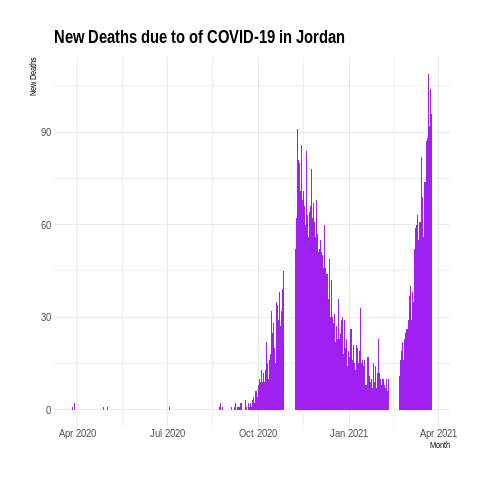 New Deaths due to of COVID-19 in Jordan
New Deaths
90
60
30
0
Apr 2020 Jul 2020 Oct 2020 Jan 2021 Apr 2021
Month